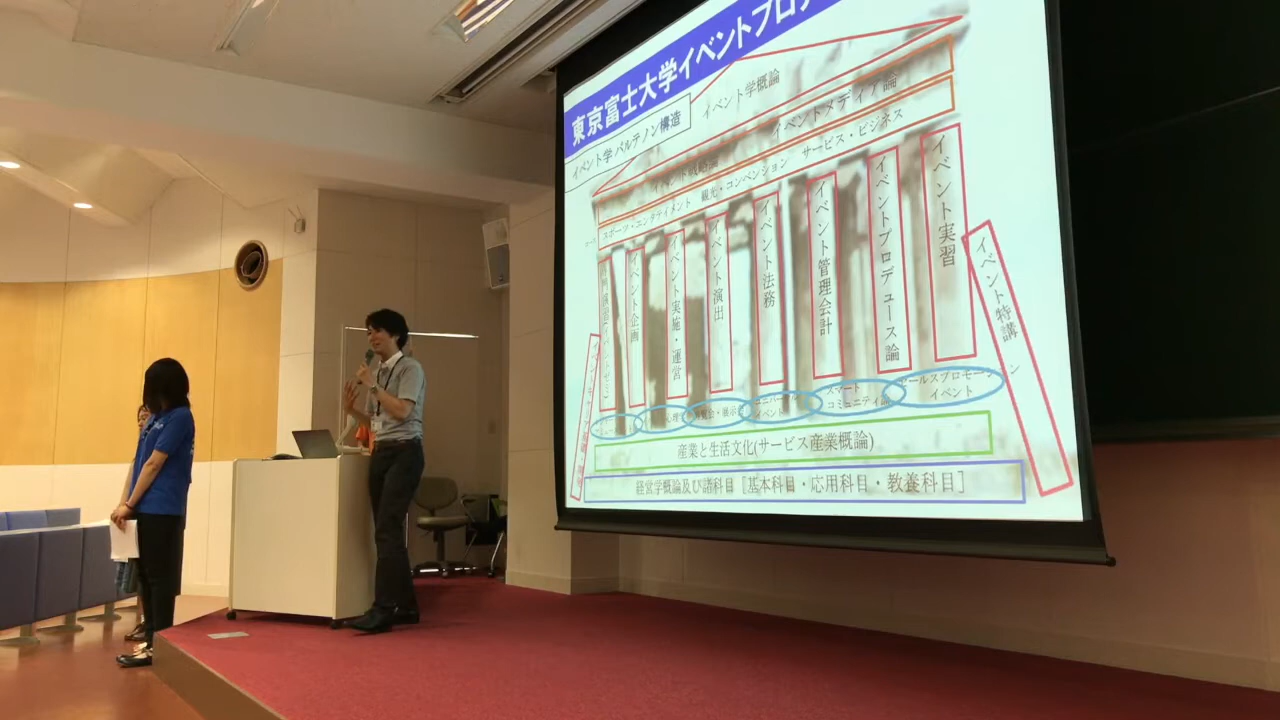 東京富士大学イベントプロ
イベント学 パルテノン構造
イベント学概論
イベントメディア論
スポーツ・エンタテイメント 観光・コンベンション サービス・ビジネス
イベント企画
イベント実施・運営
イベント演出
イベント法務
イベント管理会計
イベントプロデュース論
イベント実習
イベント特講
スマート
コミュニティ論
セールスプロモーション
イベント
産業と生活文化(サービス産業概論)
経営学概論及び諸科目［基本科目・応用科目・教養科目］